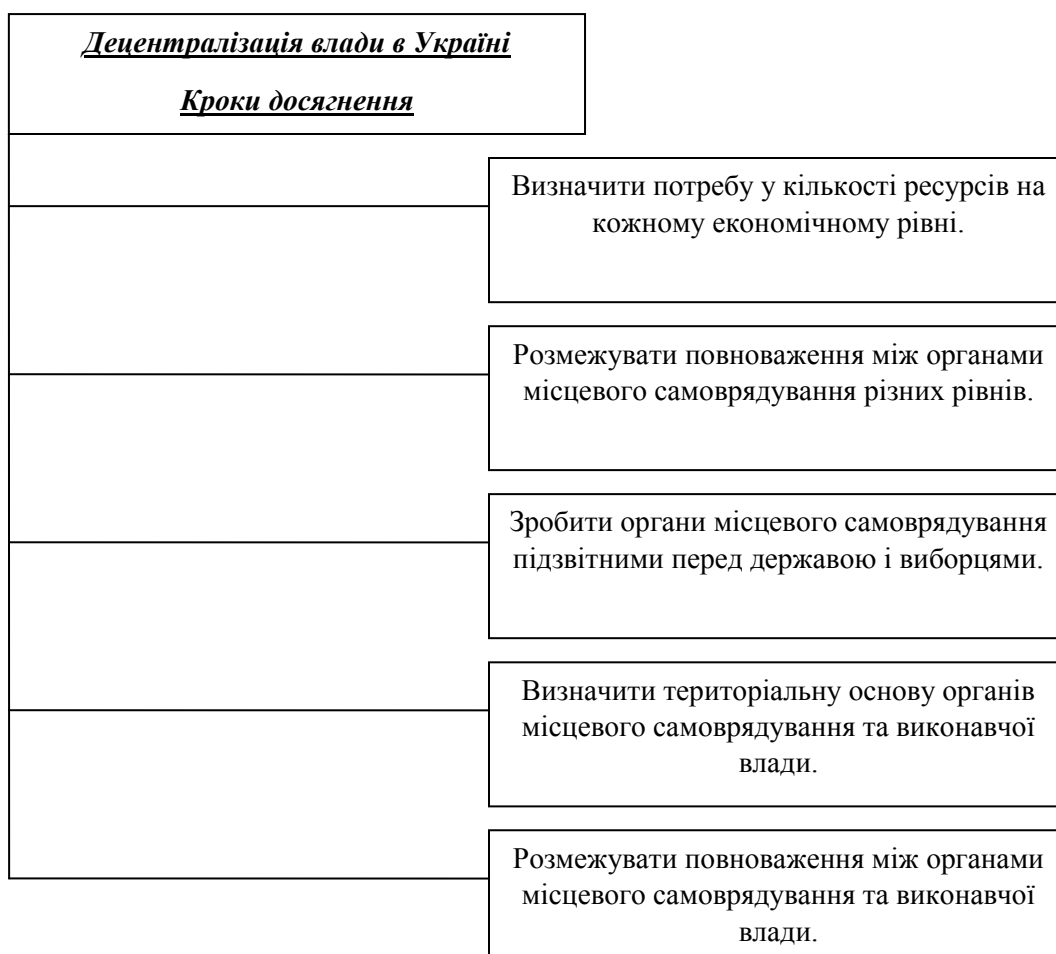 Децентралізація влади в Україні
Кроки досягнення
Визначити потребу у кількості ресурсів на
кожному економічному рівні.
Розмежувати повноваження між органами
місцевого самоврядування різних рівнів.
Зробити органи місцевого самоврядування
підзвітними перед державою і виборцями.
Визначити територіальну основу органів
місцевого самоврядування та виконавчої
влади.
Розмежувати повноваження між органами
місцевого самоврядування та виконавчої
влади.